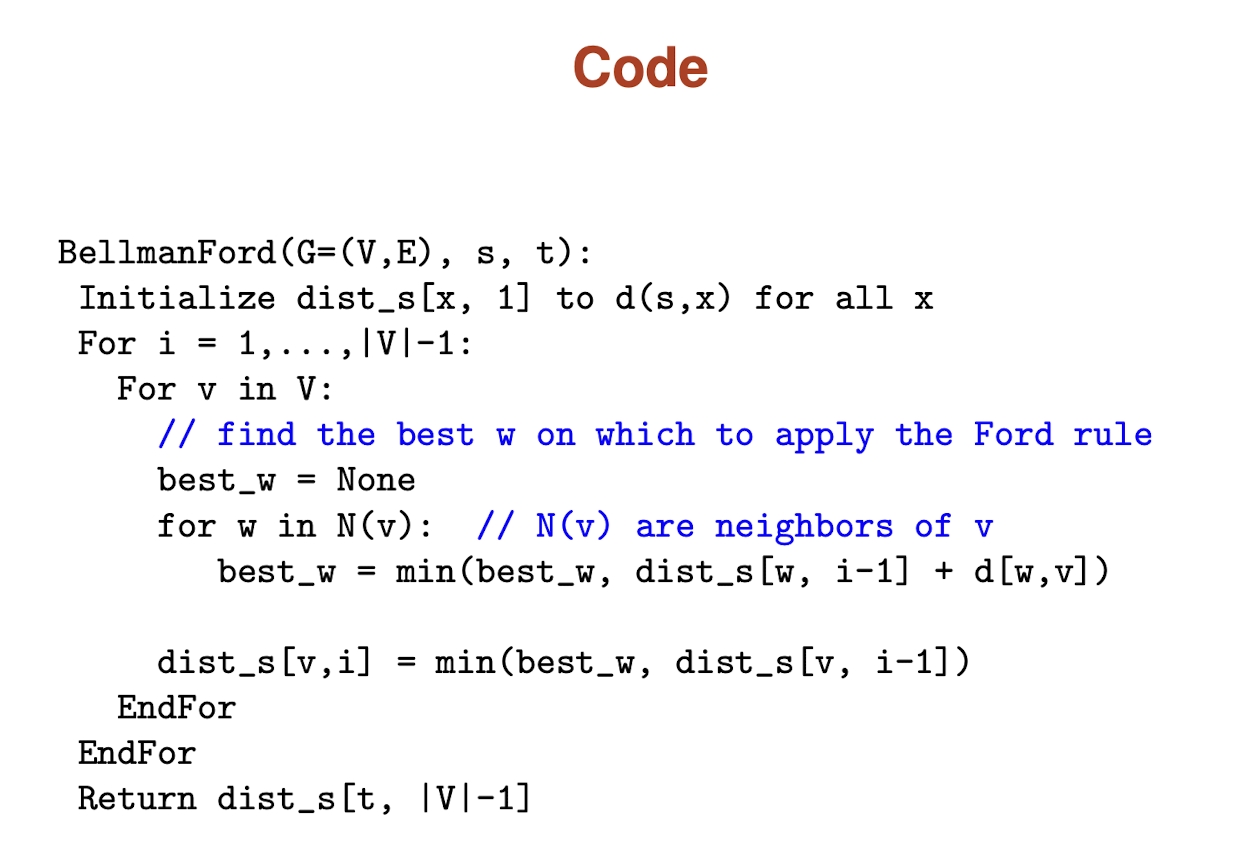 Code
BellmanFord(G=(V,E), s, t):
Initialize dist_s[x, 1] to d(s,x) for all x
For i = 1,...,|V|-1:
For v in V:
// find the best w on which to apply the Ford rule
best_w = None
for w in N(v): // N(v) are neighbors of v
best_w = min(best_w, dist_s[w, i-1] + d[w,v])
dist_s[v,i] = min(best_w, dist_s[v, i-1])
EndFor
EndFor
Return dist_s[t, |V|-1]